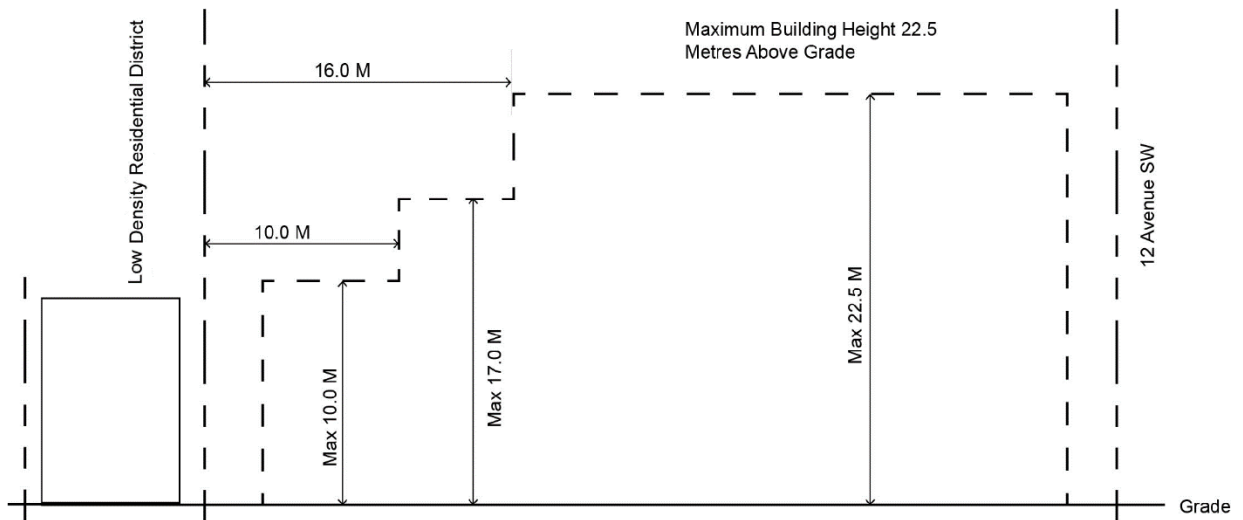 Maximum Building Height 22.5
Metres Above Grade
Low Density Residential District
16.0 M
10.0 M
12 Avenue SW
Max 10.0 M
Max 17.0 M
Max 22.5 M
Grade